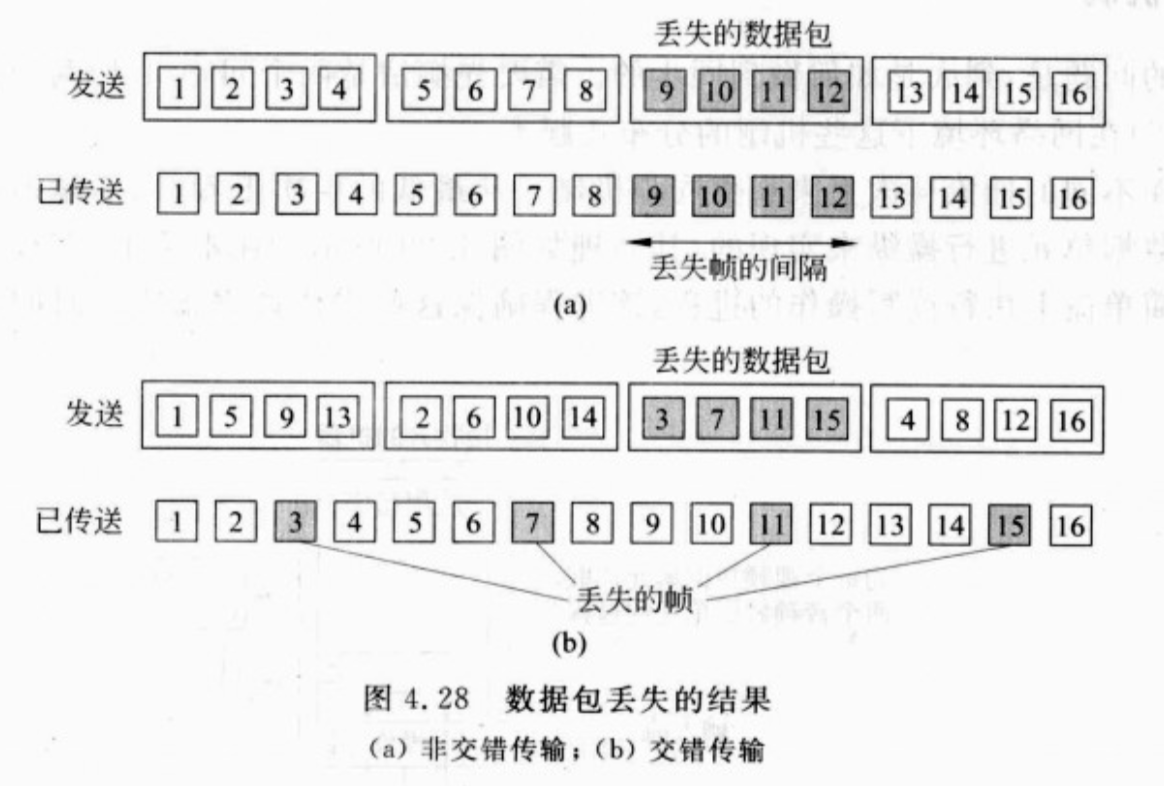 丢失的数据包
发送 1 2 3 4 5 6 7 8 9 10 11 12 13 14 15 16
已传送 1 2 3 4 5 6 7 8 9 10 11 12 13 14 15 16
丢失帧的间隔
(a)
丢失的数据包
发送 1 5 9 13 2 6 10 14 3 7 11 15 4 8 12 16
已传送 1 2 3 4 5 6 7 8 9 10 11 12 13 14 15 16
丢失的帧
(b)
图 4.28 数据包丢失的结果
(a) 非交错传输；(b) 交错传输